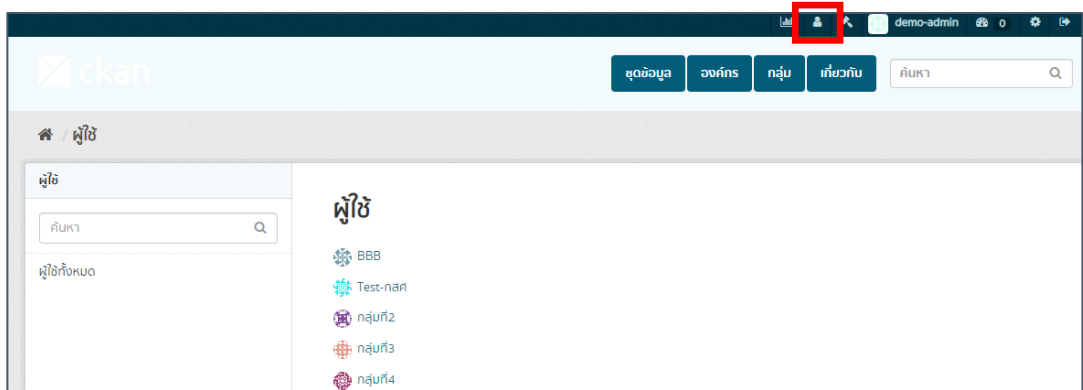 demo-admin 0
ckan
ชุดข้อมูล องค์กร กลุ่ม เกี่ยวกับ ค้นหา
/ ผู้ใช้
ผู้ใช้
ค้นหา
ผู้ใช้ทั้งหมด
ผู้ใช้
BBB
Test-กสศ
กลุ่มที่2
กลุ่มที่3
กลุ่มที่4